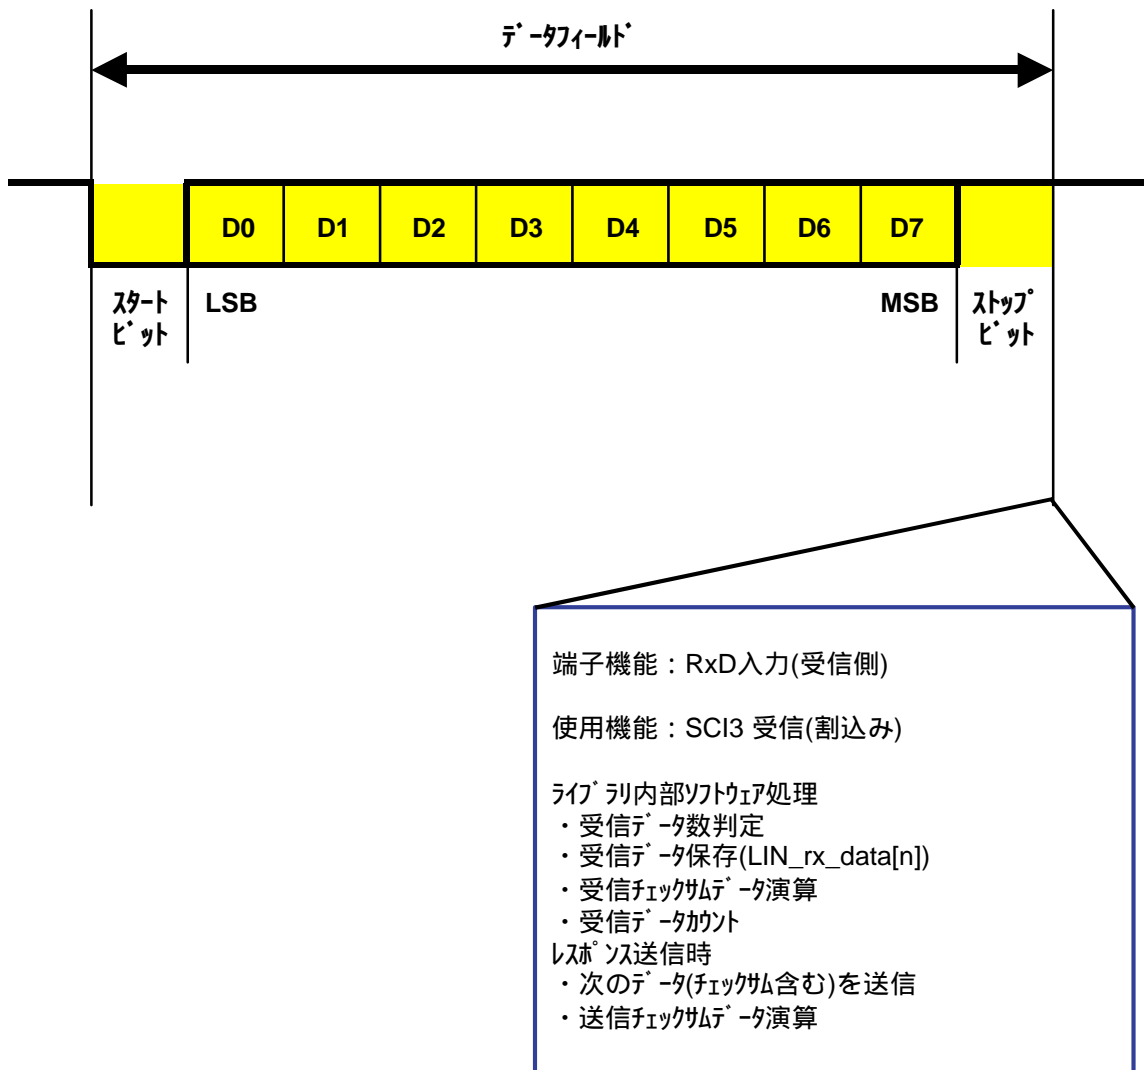 ﾃﾞｰﾀﾌｨｰﾙﾄﾞ
D0 D1 D2 D3 D4 D5 D6 D7
ｽﾀｰﾄ
ﾋﾞｯﾄ
LSB
MSB
ｽﾄｯﾌﾟ
ﾋﾞｯﾄ
端子機能：RxD入力(受信側)
使用機能：SCI3 受信(割込み)
ﾗｲﾌﾞﾗﾘ内部ｿﾌﾄｳｪｱ処理
・受信ﾃﾞｰﾀ数判定
・受信ﾃﾞｰﾀ保存(LIN_rx_data[n])
・受信ﾁｪｯｸｻﾑﾃﾞｰﾀ演算
・受信ﾃﾞｰﾀｶｳﾝﾄ
ﾚｽﾎﾟﾝｽ送信時
・次のﾃﾞｰﾀ(ﾁｪｯｸｻﾑ含む)を送信
・送信ﾁｪｯｸｻﾑﾃﾞｰﾀ演算